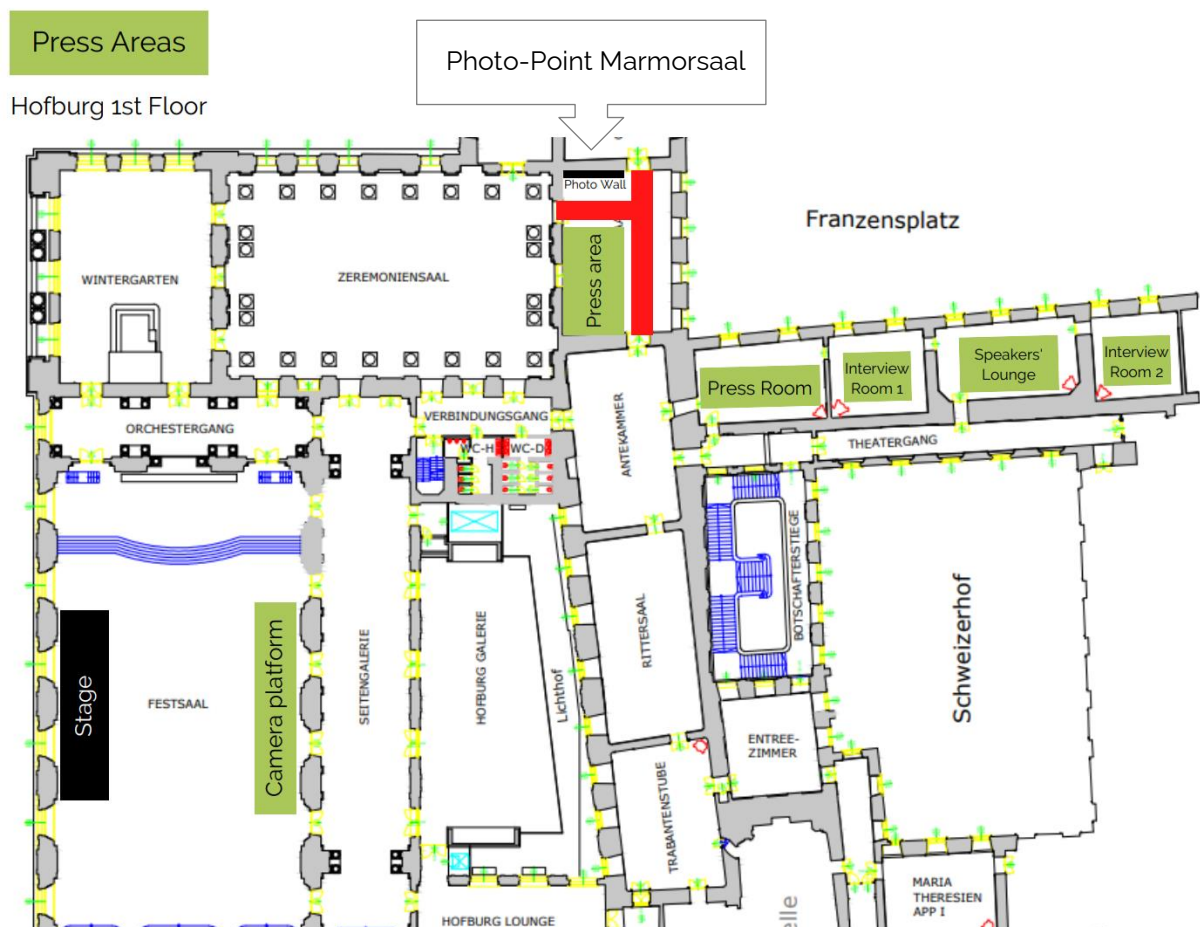 Press Areas
Hofburg 1st Floor
Photo-Point Marmorsaal
Photo Wall
Press area
Franzensplatz
WINTERGARTEN
ZEREMONIENSAAL
Press Room
Interview
Room 1
Speakers'
Lounge
Interview
Room 2
ORCHESTERGANG
VERBINDUNGSGANG
WC-H
WC-D
ANTEKAMMER
THEATERGANG
BOTSCHAFTERSTIEGE
Schweizerhof
Stage
FESTSAAL
Camera platform
SEITENGALERIE
HOFBURG GALERIE
Lichthof
RITTERSAAL
ENTREE-
ZIMMER
TRABANTENSTUBE
MARIA
THERESIEN
APP I
HOFBURG LOUNGE